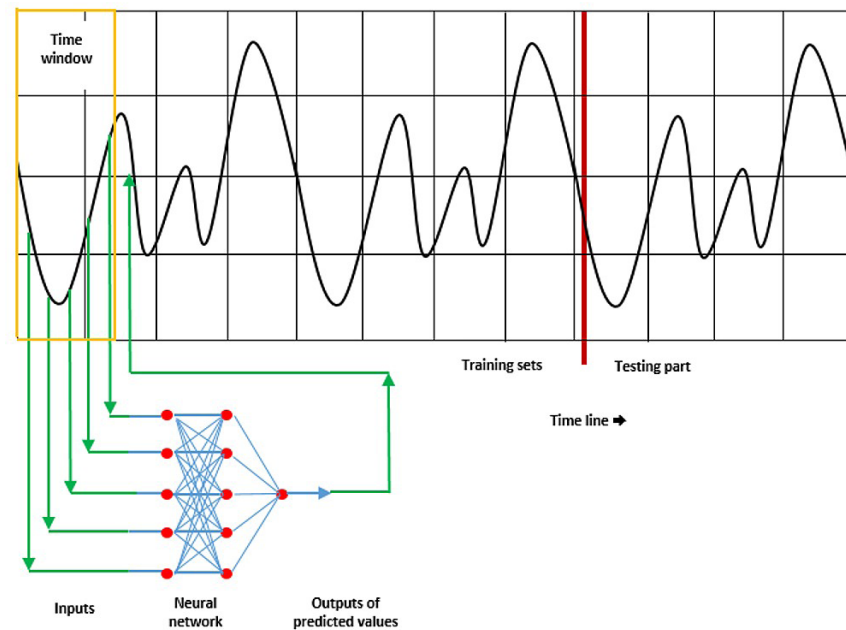 Time
window
Training sets
Testing part
Time line
Inputs
Neural
network
Outputs of
predicted values